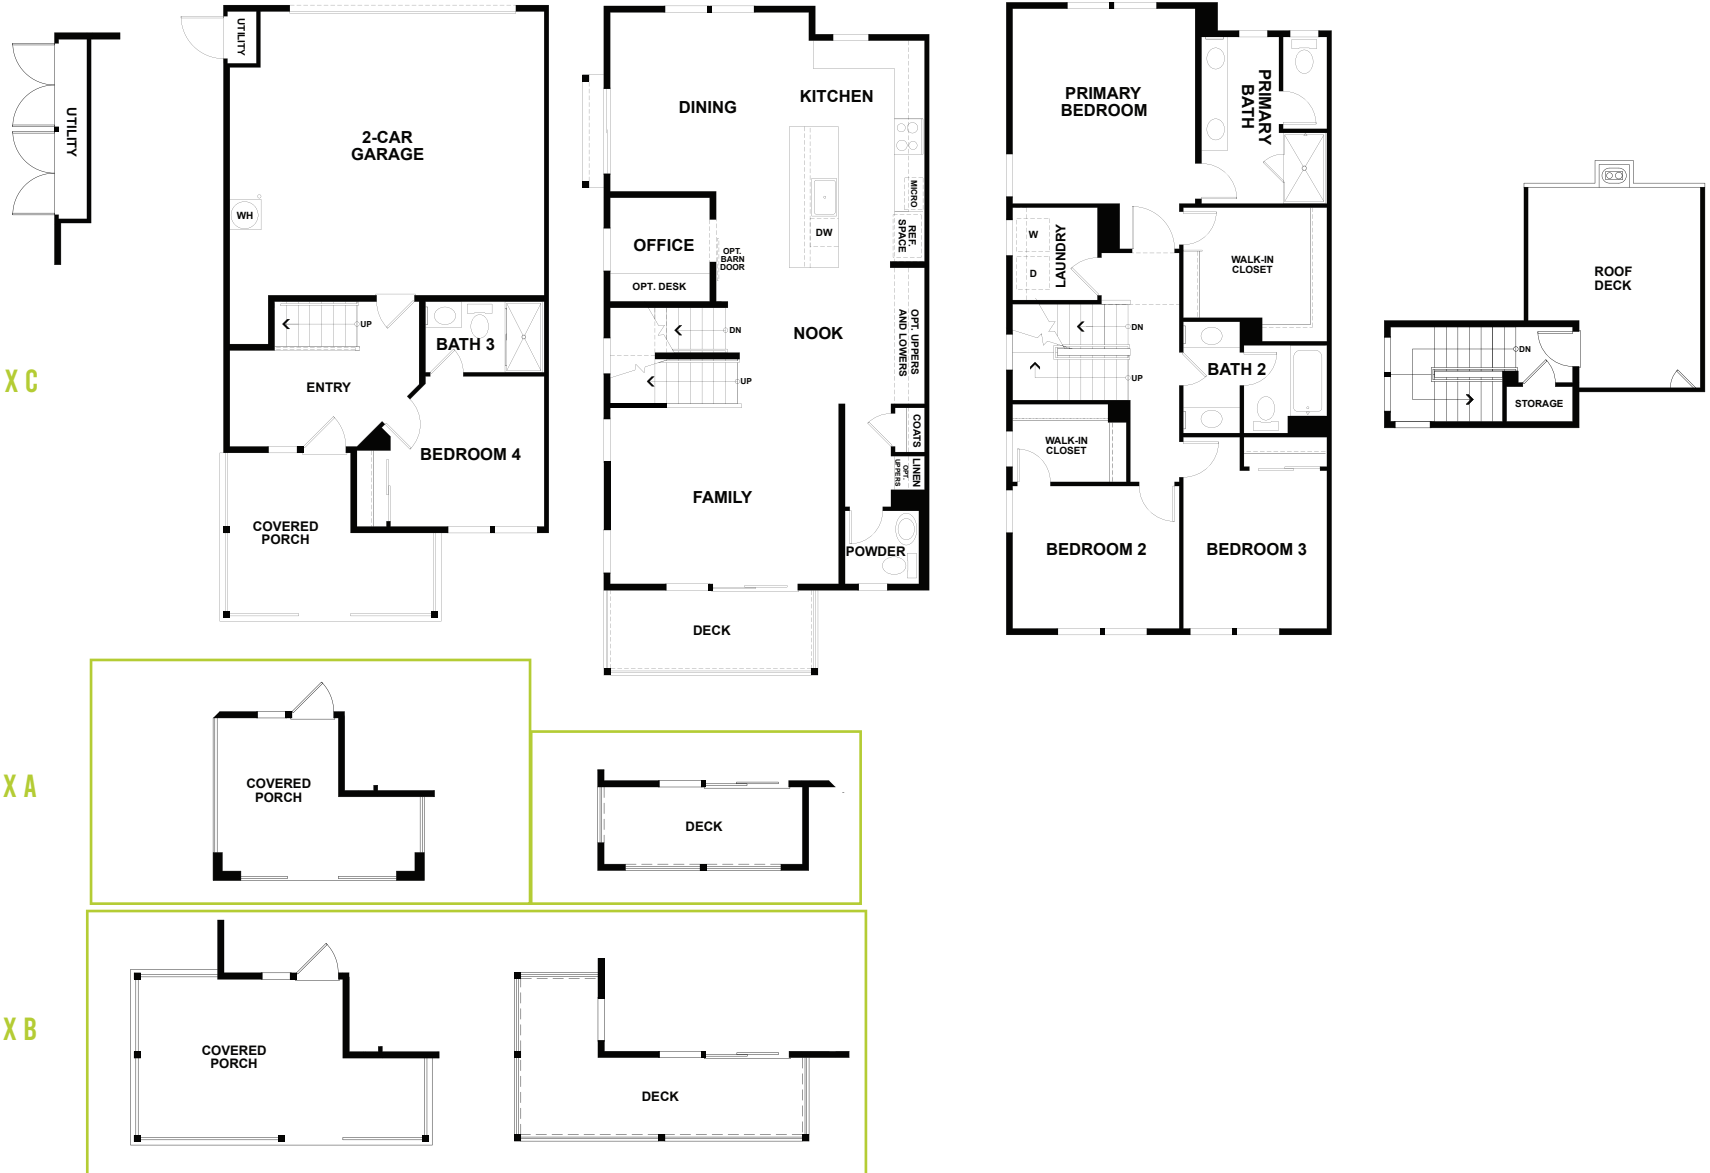 UTILITY
UTILITY
2-CAR
GARAGE
WH
UP
BATH 3
ENTRY
BEDROOM 4
COVERED
PORCH
X C
DINING
KITCHEN
MICRO
REF.
SPACE
DW
OFFICE
OPT.
BARN
DOOR
OPT. DESK
DN
NOOK
OPT. UPPERS
AND LOWERS
UP
COATS
LINEN
OPT.
UPPERS
FAMILY
POWDER
DECK
PRIMARY
BEDROOM
PRIMARY
BATH
W
D
LAUNDRY
WALK-IN
CLOSET
DN
UP
BATH 2
WALK-IN
CLOSET
BEDROOM 2
BEDROOM 3
ROOF
DECK
DN
STORAGE
X A
COVERED
PORCH
DECK
X B
COVERED
PORCH
DECK